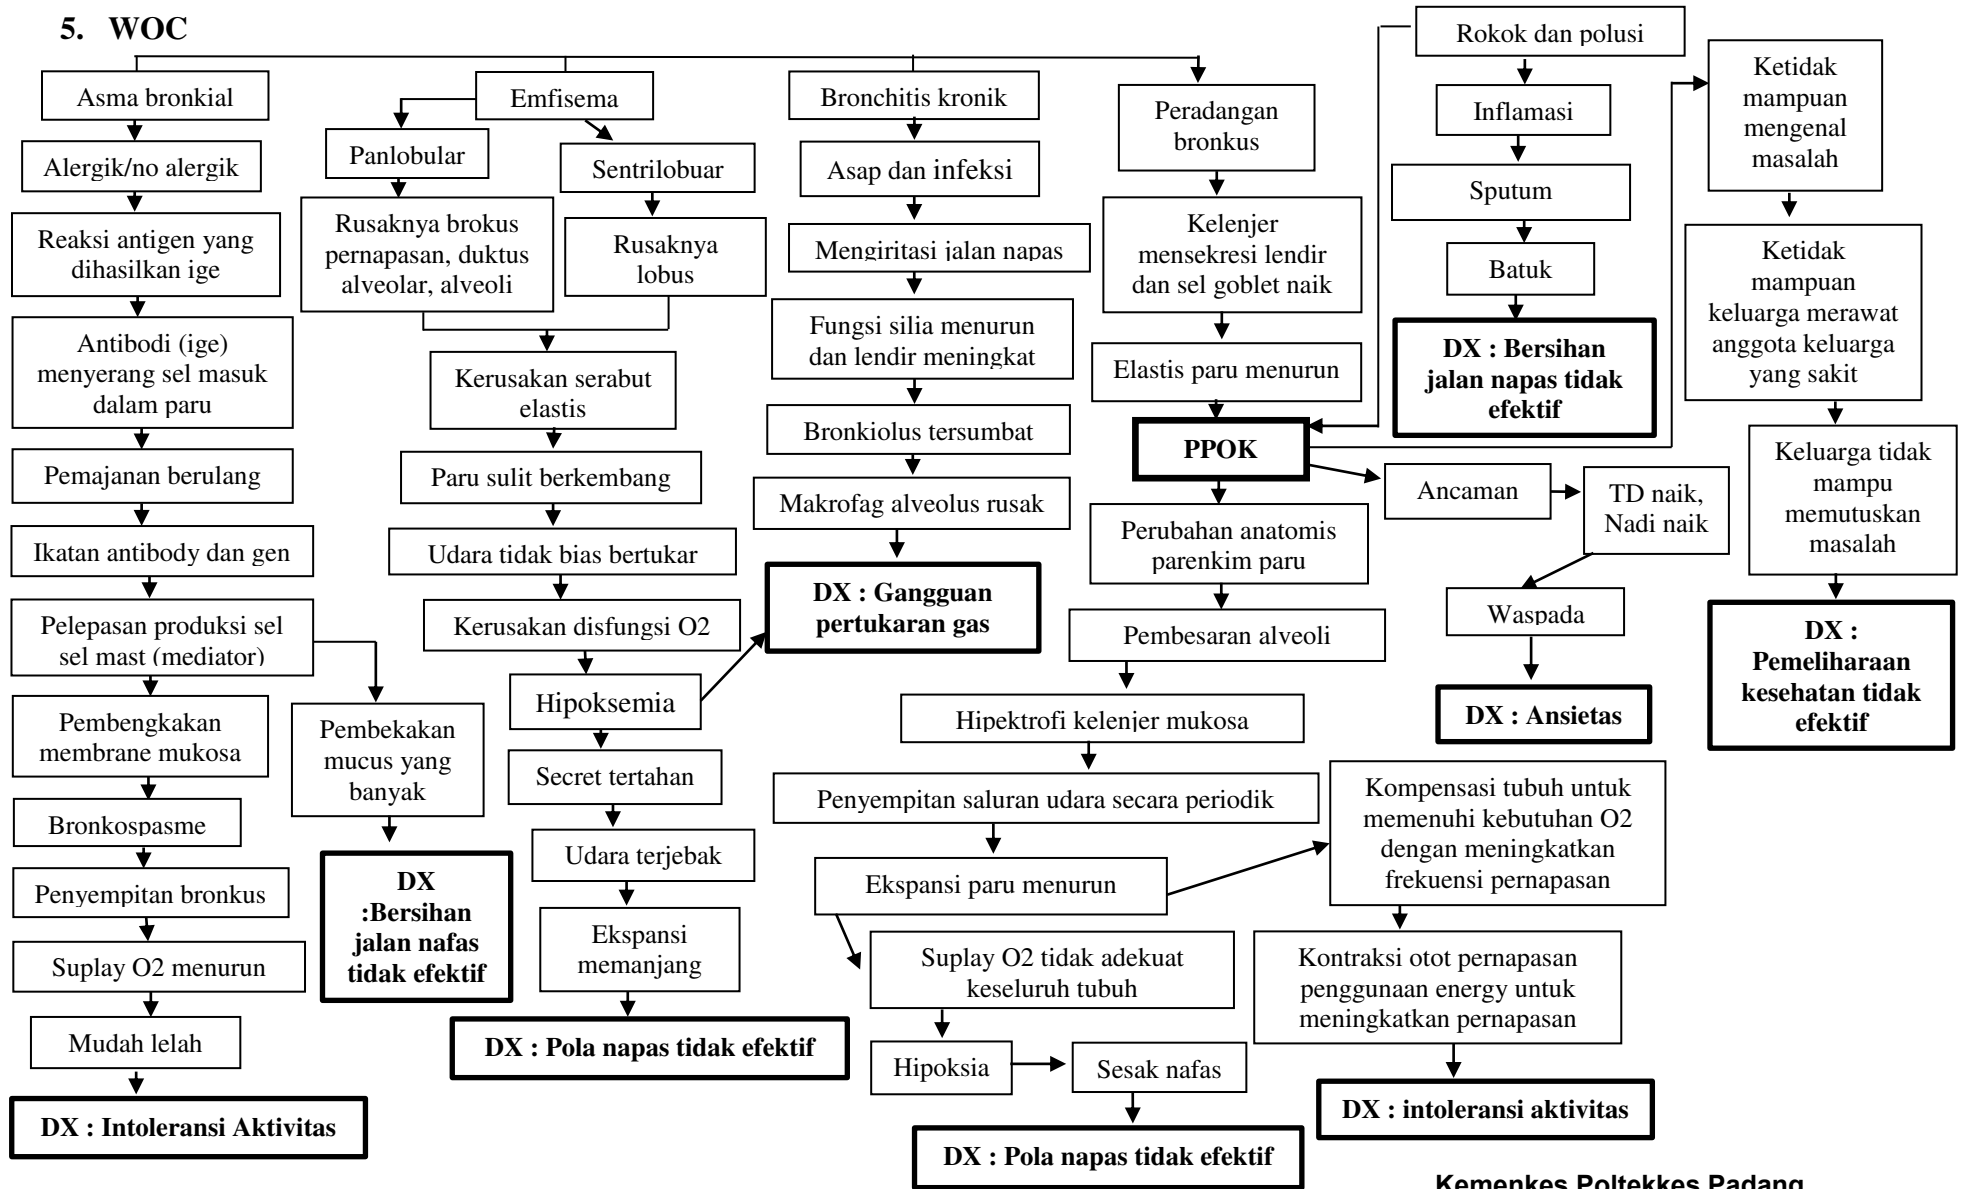 5. WOC
Asma bronkial
Alergik/no alergik
Reaksi antigen yang
dihasilkan ige
Antibodi (ige)
menyerang sel masuk
dalam paru
Pemajanan berulang
Ikatan antibody dan gen
Pelepasan produksi sel
sel mast (mediator)
Pembengkakan
membrane mukosa
Bronkospasme
Penyempitan bronkus
Suplay O2 menurun
Mudah lelah
DX : Intoleransi Aktivitas
Pembekakan
mucus yang
banyak
DX
:Bersihan
jalan nafas
tidak efektif
Emfisema
Panlobular
Sentrilobuar
Rusaknya brokus
pernapasan, duktus
alveolar, alveoli
Rusaknya
lobus
Kerusakan serabut
elastis
Paru sulit berkembang
Udara tidak bias bertukar
Kerusakan disfungsi O2
Hipoksemia
Secret tertahan
Udara terjebak
Ekspansi
memanjang
DX : Pola napas tidak efektif
Bronchitis kronik
Asap dan infeksi
Mengiritasi jalan napas
Fungsi silia menurun
dan lendir meningkat
Bronkiolus tersumbat
Makrofag alveolus rusak
DX : Gangguan
pertukaran gas
Peradangan
bronkus
Kelenjer
mensekresi lendir
dan sel goblet naik
Elastis paru menurun
PPOK
Perubahan anatomis
parenkim paru
Pembesaran alveoli
Hipektrofi kelenjer mukosa
Penyempitan saluran udara secara periodik
Ekspansi paru menurun
Suplay O2 tidak adekuat
keseluruh tubuh
Hipoksia
Sesak nafas
DX : Pola napas tidak efektif
Kompensasi tubuh untuk
memenuhi kebutuhan O2
dengan meningkatkan
frekuensi pernapasan
Kontraksi otot pernapasan
penggunaan energy untuk
meningkatkan pernapasan
DX : intoleransi aktivitas
Rokok dan polusi
Inflamasi
Sputum
Batuk
DX : Bersihan
jalan napas tidak
efektif
Ancaman
TD naik,
Nadi naik
Waspada
DX : Ansietas
Ketidak
mampuan
mengenal
masalah
Ketidak
mampuan
keluarga merawat
anggota keluarga
yang sakit
Keluarga tidak
mampu
memutuskan
masalah
DX :
Pemeliharaan
kesehatan tidak
efektif
Kemenkes Poltekkes Padang